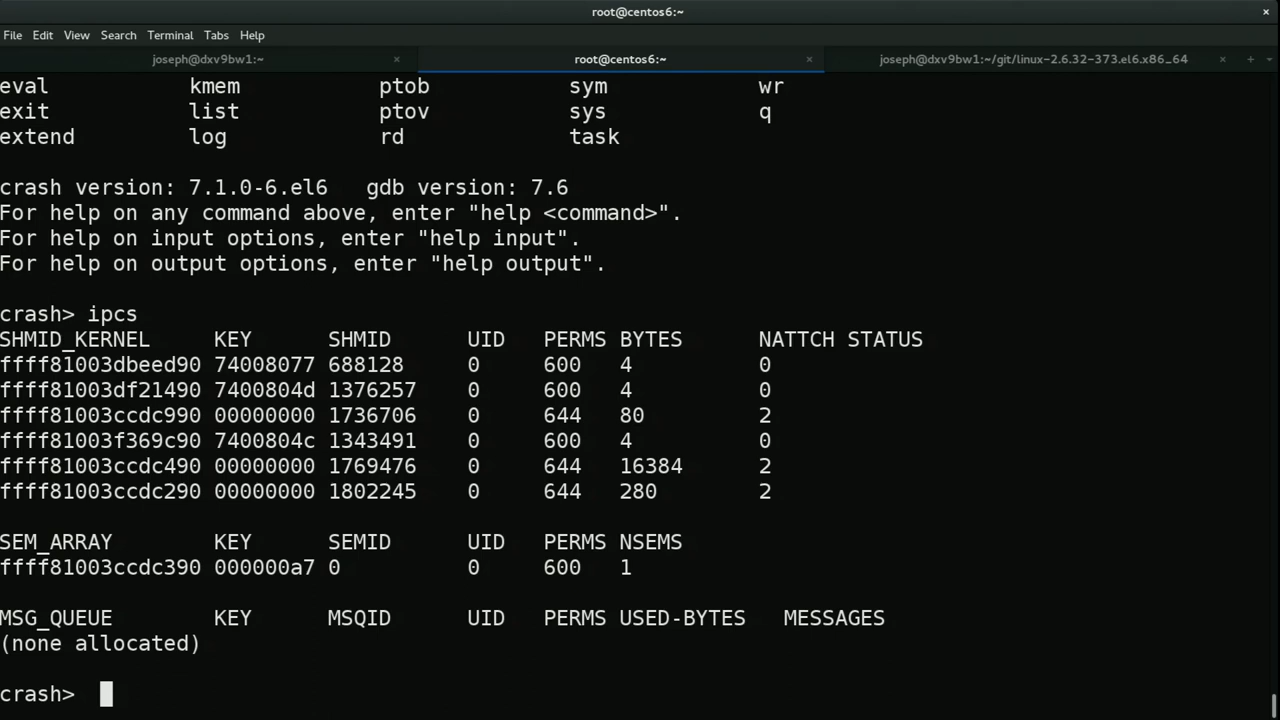 root@centos6:~ ×
File Edit View Search Terminal Tabs Help
joseph@dxv9bw1:~ × root@centos6:~ × joseph@dxv9bw1:~/git/linux-2.6.32-373.el6.x86_64 × +
eval kmem ptob sym wr
exit list ptov sys q
extend log rd task
crash version: 7.1.0-6.el6 gdb version: 7.6
For help on any command above, enter "help <command>".
For help on input options, enter "help input".
For help on output options, enter "help output".
crash> ipcs
SHMID_KERNEL KEY SHMID UID PERMS BYTES NATTCH STATUS
ffff81003dbeed90 74008077 688128 0 600 4 0
ffff81003df21490 7400804d 1376257 0 600 4 0
ffff81003ccdc990 00000000 1736706 0 644 80 2
ffff81003f369c90 7400804c 1343491 0 600 4 0
ffff81003ccdc490 00000000 1769476 0 644 16384 2
ffff81003ccdc290 00000000 1802245 0 644 280 2
SEM_ARRAY KEY SEMID UID PERMS NSEMS
ffff81003ccdc390 000000a7 0 0 600 1
MSG_QUEUE KEY MSQID UID PERMS USED-BYTES MESSAGES
(none allocated)
crash>